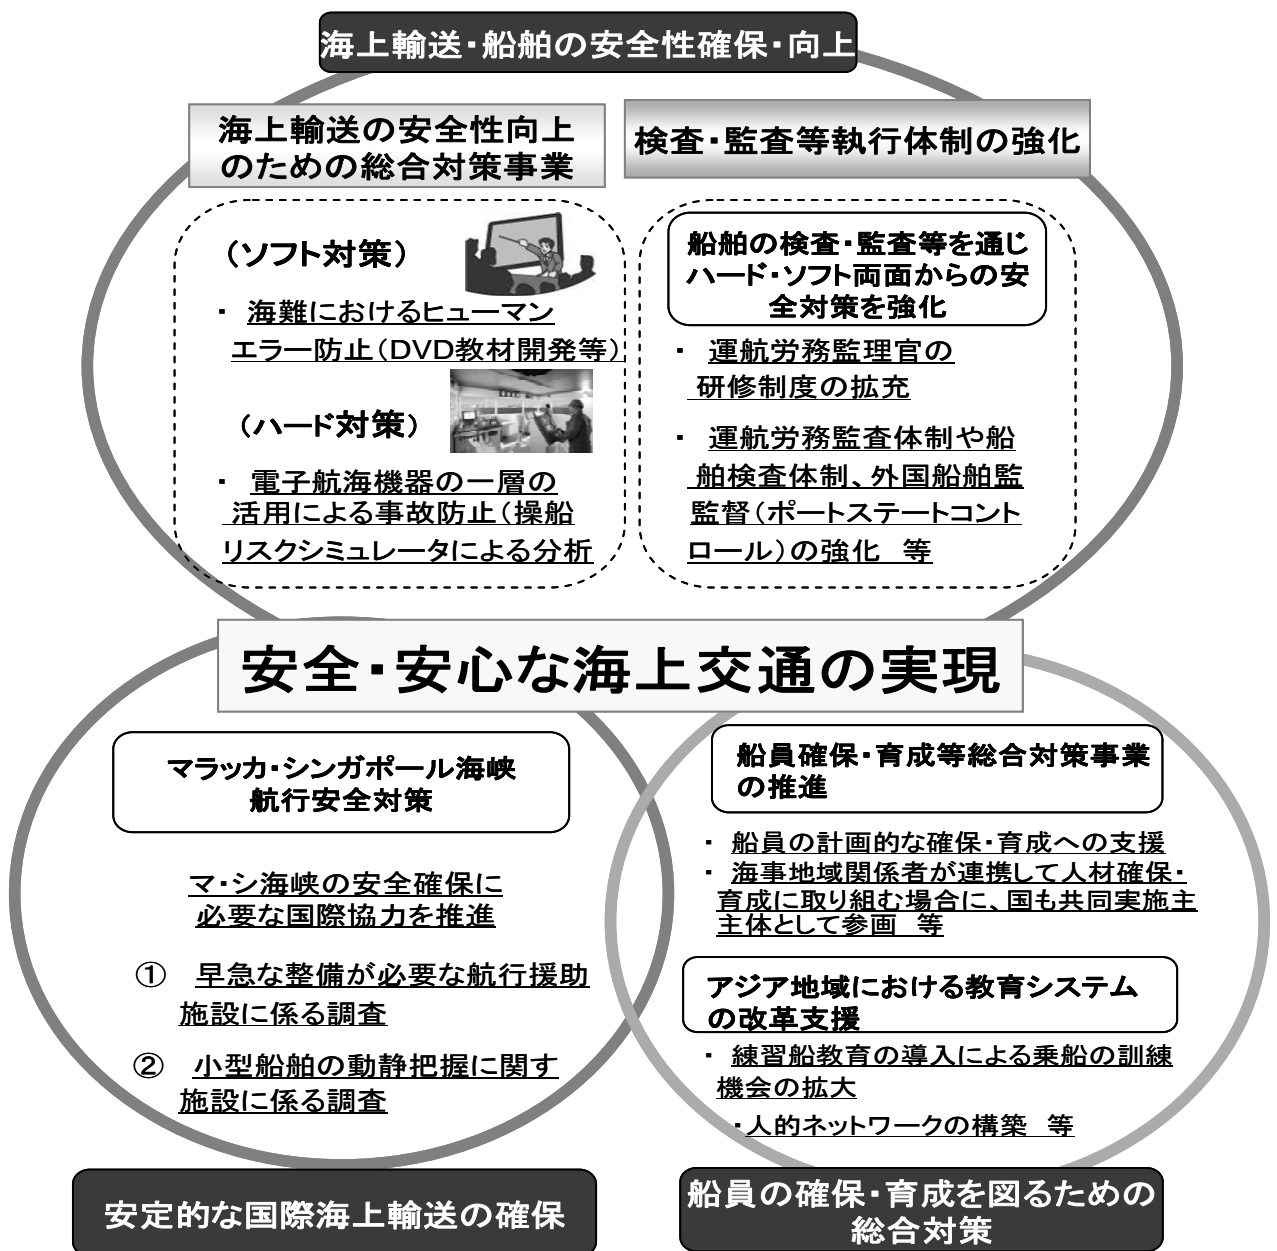 海上輸送・船舶の安全性確保・向上
海上輸送の安全性向上
のための総合対策事業
(ソフト対策)
・ 海難におけるヒューマン
エラー防止(DVD教材開発等)
(ハード対策)
・ 電子航海機器の一層の
活用による事故防止(操船
リスクシミュレータによる分析
検査・監査等執行体制の強化
船舶の検査・監査等を通じ
ハード・ソフト両面からの安
全対策を強化
・ 運航労務監理官の
研修制度の拡充
・ 運航労務監査体制や船
舶検査体制、外国船舶監
監督(ポートステートコント
ロール)の強化 等
安全・安心な海上交通の実現
マラッカ・シンガポール海峡
航行安全対策
マ・シ海峡の安全確保に
必要な国際協力を推進
① 早急な整備が必要な航行援助
施設に係る調査
② 小型船舶の動静把握に関す
施設に係る調査
安定的な国際海上輸送の確保
船員確保・育成等総合対策事業
の推進
・ 船員の計画的な確保・育成への支援
・ 海事地域関係者が連携して人材確保・
育成に取り組む場合に、国も共同実施主
主体として参画 等
アジア地域における教育システム
の改革支援
・ 練習船教育の導入による乗船の訓練
機会の拡大
・人的ネットワークの構築 等
船員の確保・育成を図るための
総合対策